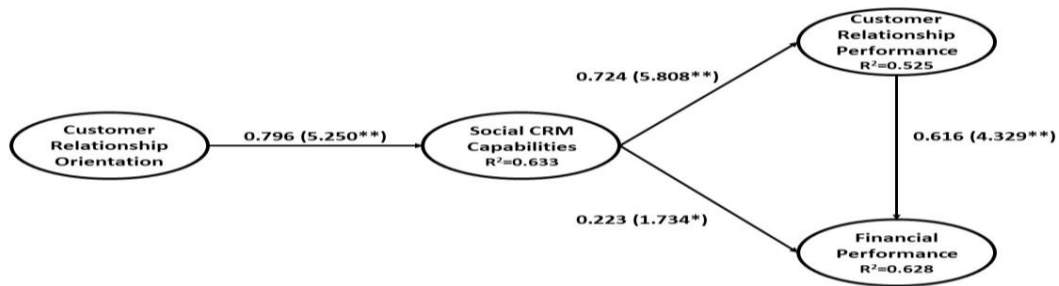 Customer
Relationship
Orientation
0.796 (5.250**)
Social CRM
Capabilities
R²=0.633
0.724 (5.808**)
0.223 (1.734*)
Customer
Relationship
Performance
R²=0.525
0.616 (4.329**)
Financial
Performance
R²=0.628